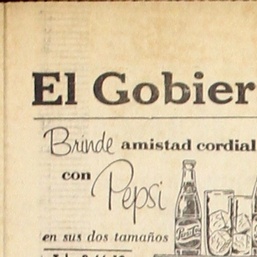 El Gobier
Brinde amistad cordial
con Pepsi
en sus dos tamaños